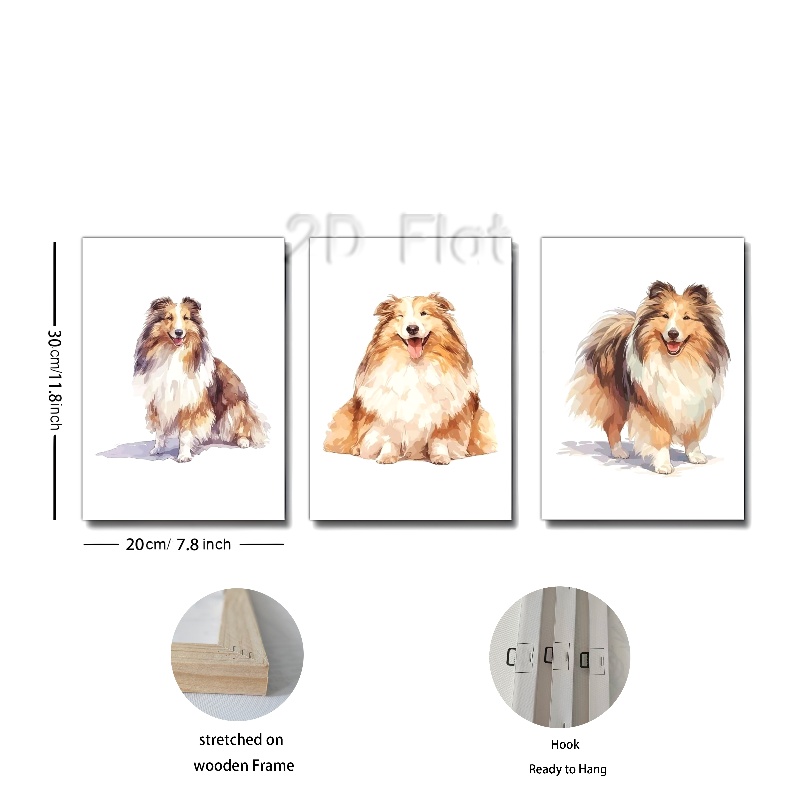 2D Flat
30cm/11.8inch
20cm/ 7.8 inch
stretched on
wooden Frame
Hook
Ready to Hang